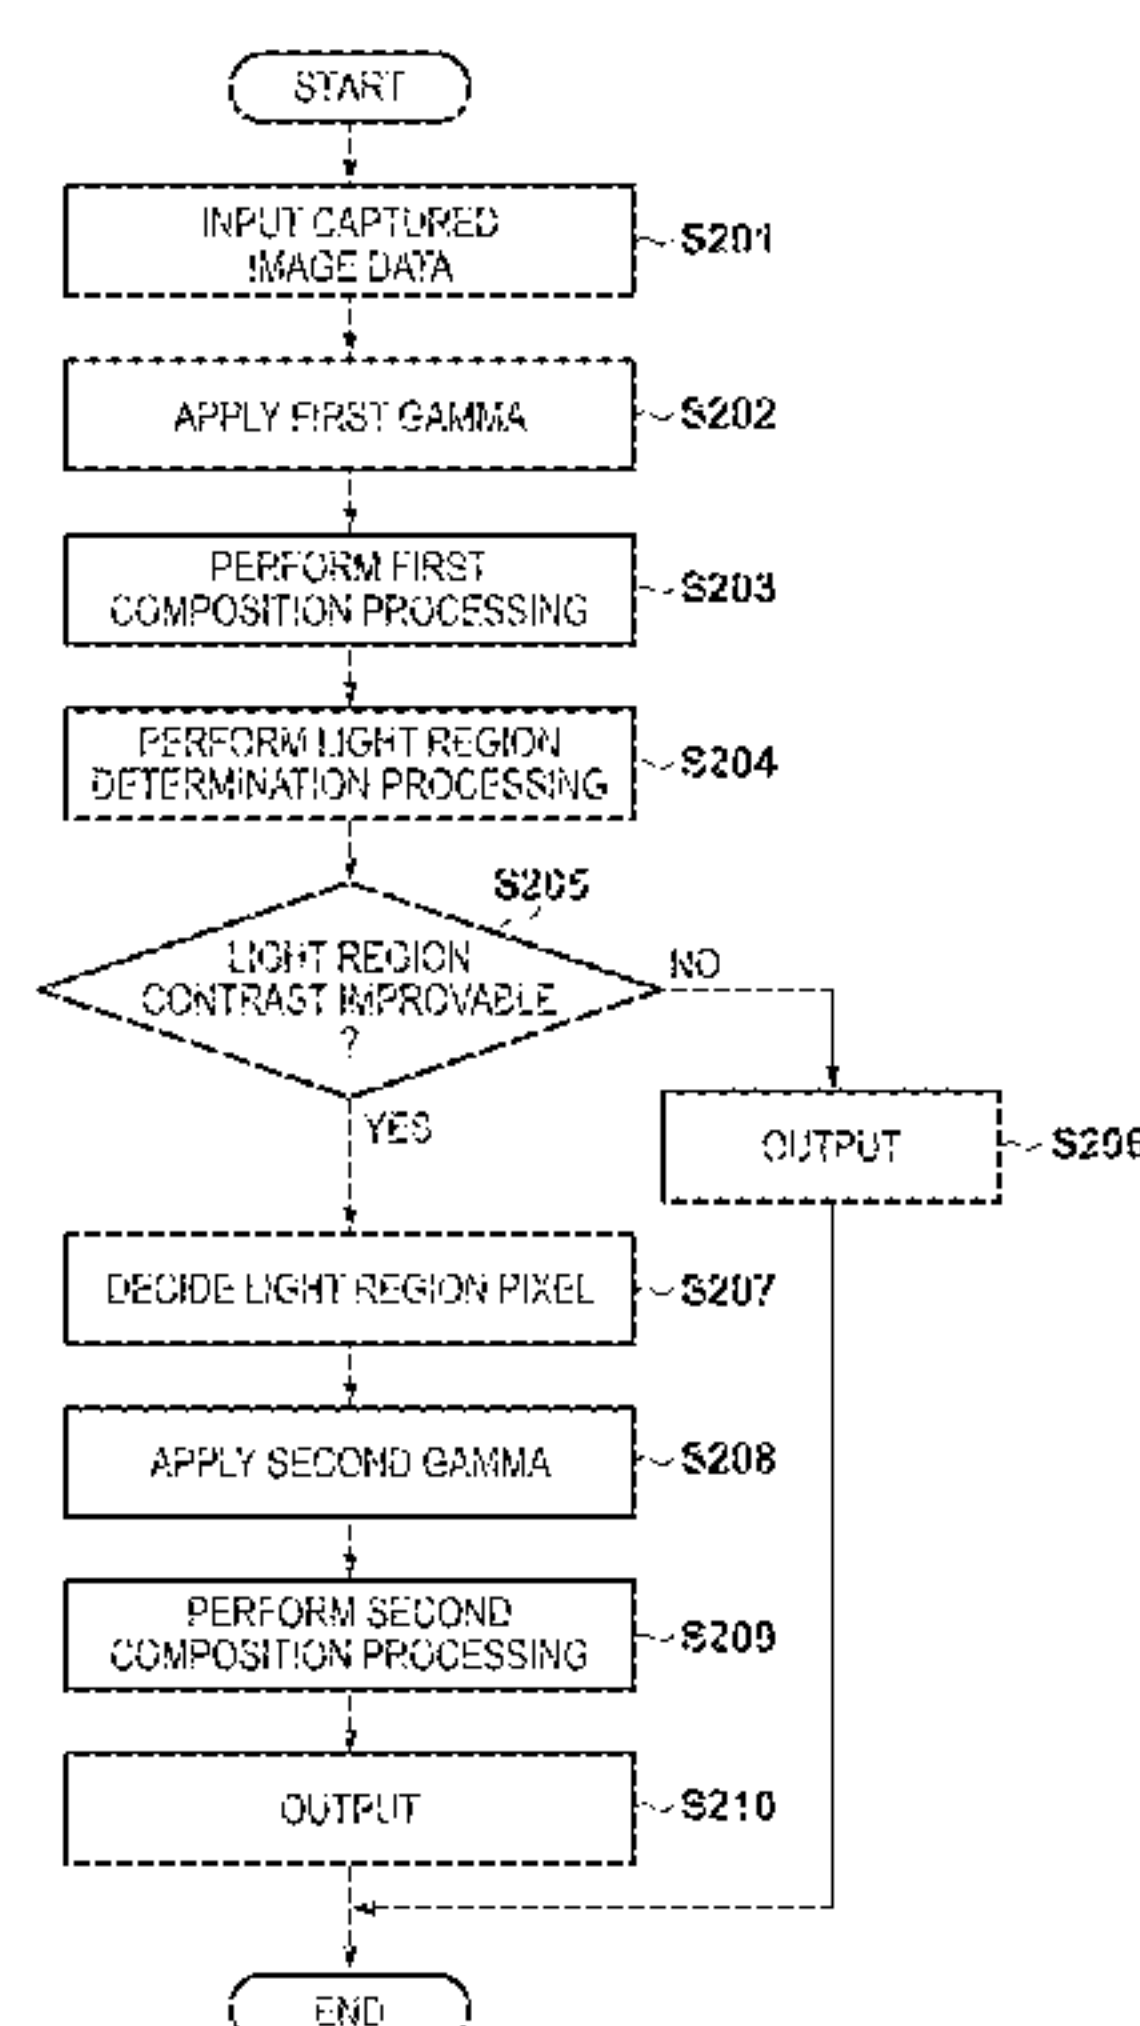 START
INPUT CAPTURED
IMAGE DATA
S201
APPLY FIRST GAMMA
S202
PERFORM FIRST
COMPOSITION PROCESSING
S203
PERFORM LIGHT REGION
DETERMINATION PROCESSING
S204
S205
LIGHT REGION
CONTRAST IMPROVABLE
?
NO
YES
OUTPUT
S206
DECIDE LIGHT REGION PIXEL
S207
APPLY SECOND GAMMA
S208
PERFORM SECOND
COMPOSITION PROCESSING
S209
OUTPUT
S210
END